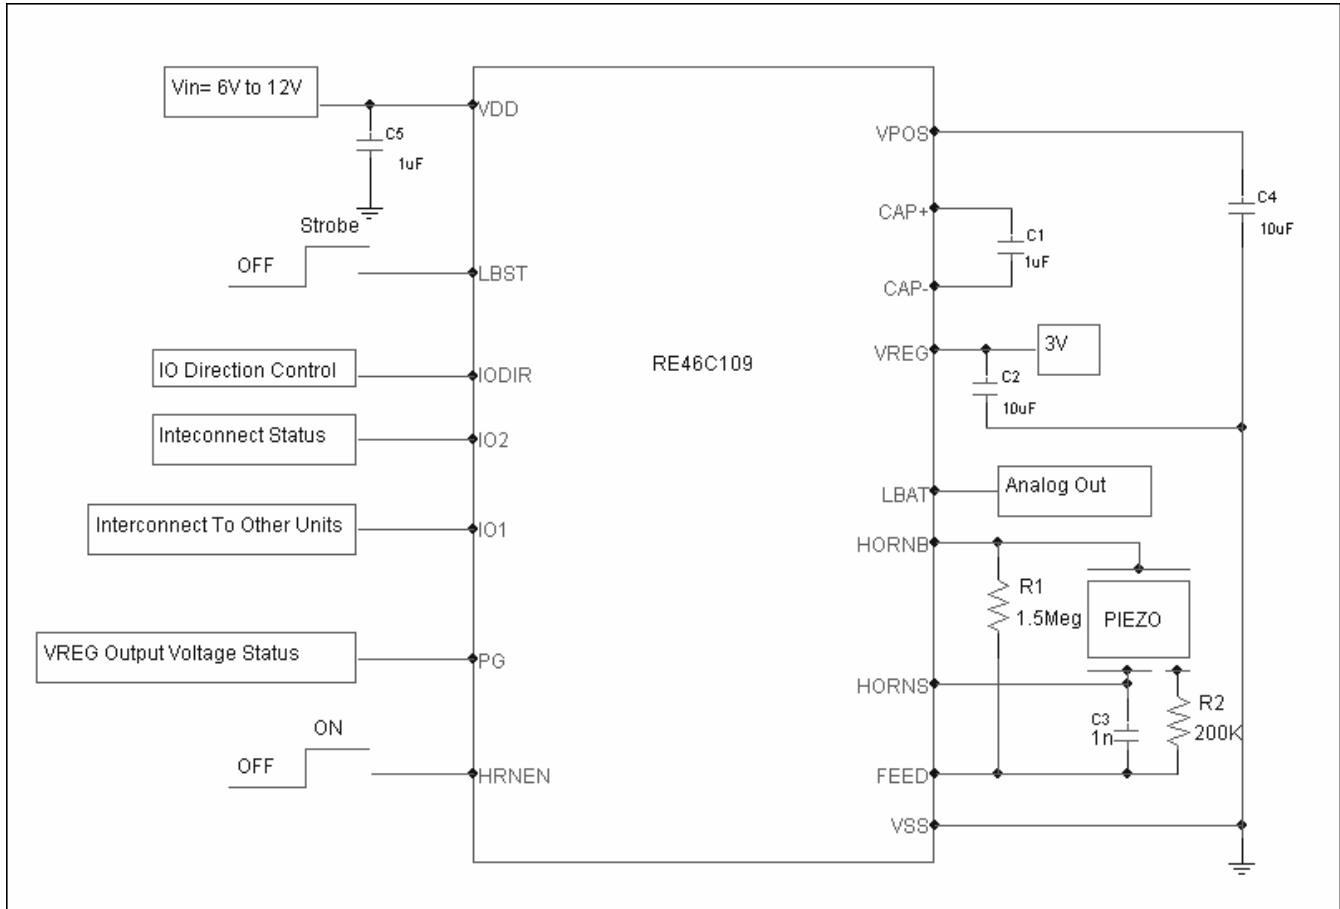 Vin= 6V to 12V
VDD
C5
1uF
Strobe
OFF
LBST
IO Direction Control
IODIR
Inteconnect Status
IO2
Interconnect To Other Units
IO1
VREG Output Voltage Status
PG
ON
OFF
HRNEN
RE46C109
VPOS
C4
10uF
CAP+
C1
1uF
CAP-
VREG
3V
C2
10uF
LBAT
Analog Out
HORNB
R1
1.5Meg
PIEZO
HORNS
C3
1n
R2
200K
FEED
VSS